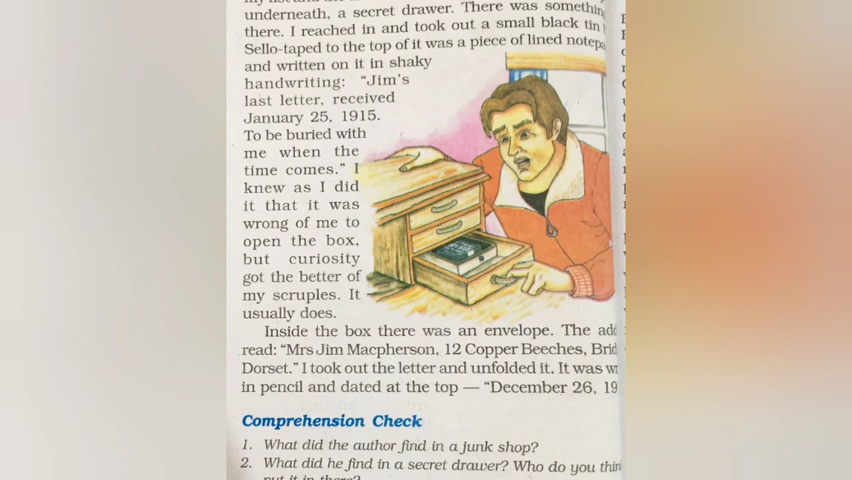 underneath, a secret drawer. There was something
there. I reached in and took out a small black tin
Sello-taped to the top of it was a piece of lined
and written on it in shaky
handwriting: “Jim’s
last letter, received
January 25, 1915.
To be buried with
me when the
time comes.” I
knew as I did
it that it was
wrong of me to
open the box,
but curiosity
got the better of
my scruples. It
usually does.
Inside the box there was an envelope. The
read: “Mrs Jim Macpherson, 12 Copper Beeches,
Dorset.” I took out the letter and unfolded it. It was
in pencil and dated at the top — “December 26,
Comprehension Check
1. What did the author find in a junk shop?
2. What did he find in a secret drawer? Who do you
put it in there?